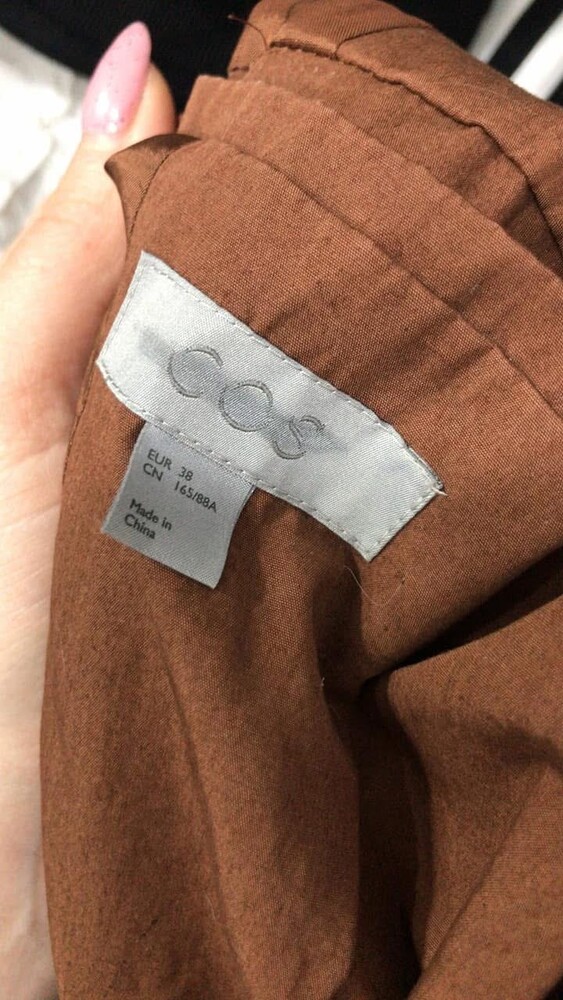 COS
EUR 38
CN 165/88A
Made in
China